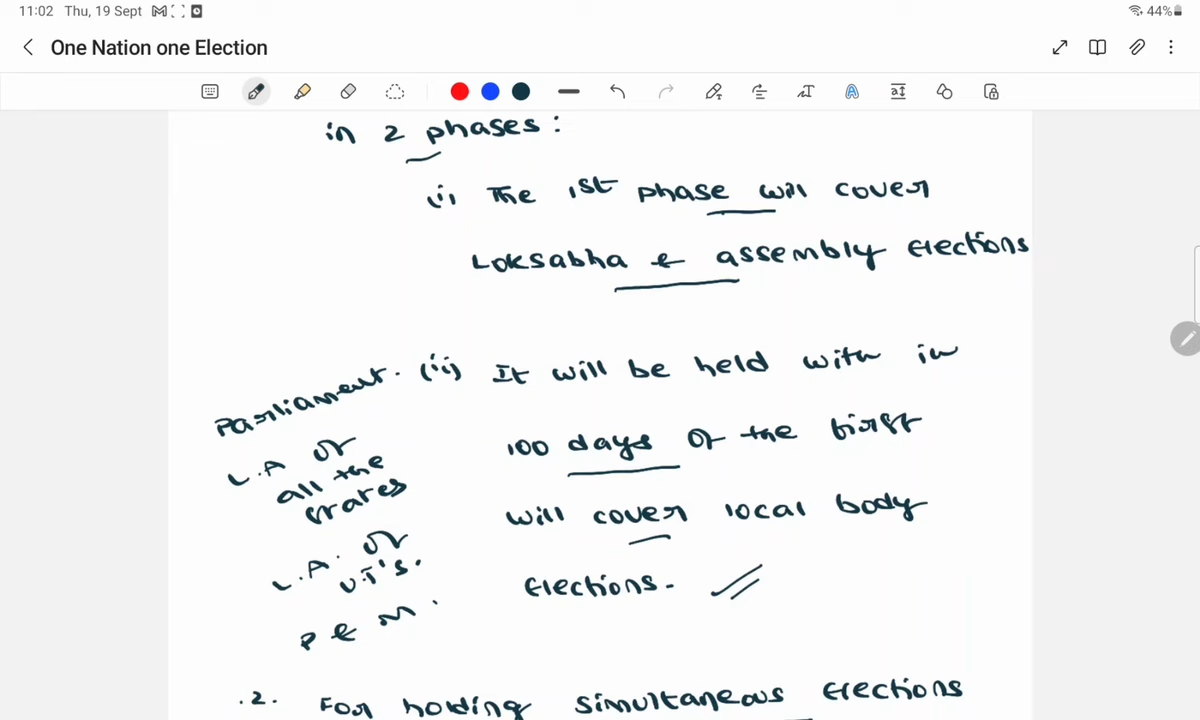 11:02 Thu, 19 Sept
44%
One Nation one Election
in 2 phases:
(i) The 1st phase will cover
Loksabha & assembly Elections
Parliament. (ii) It will be held with in
100 days of the first
L.A of
all the
states
will cover local body
L.A. of
U.T's.
Elections.
P & M.
.2. For holding simultaneous Elections